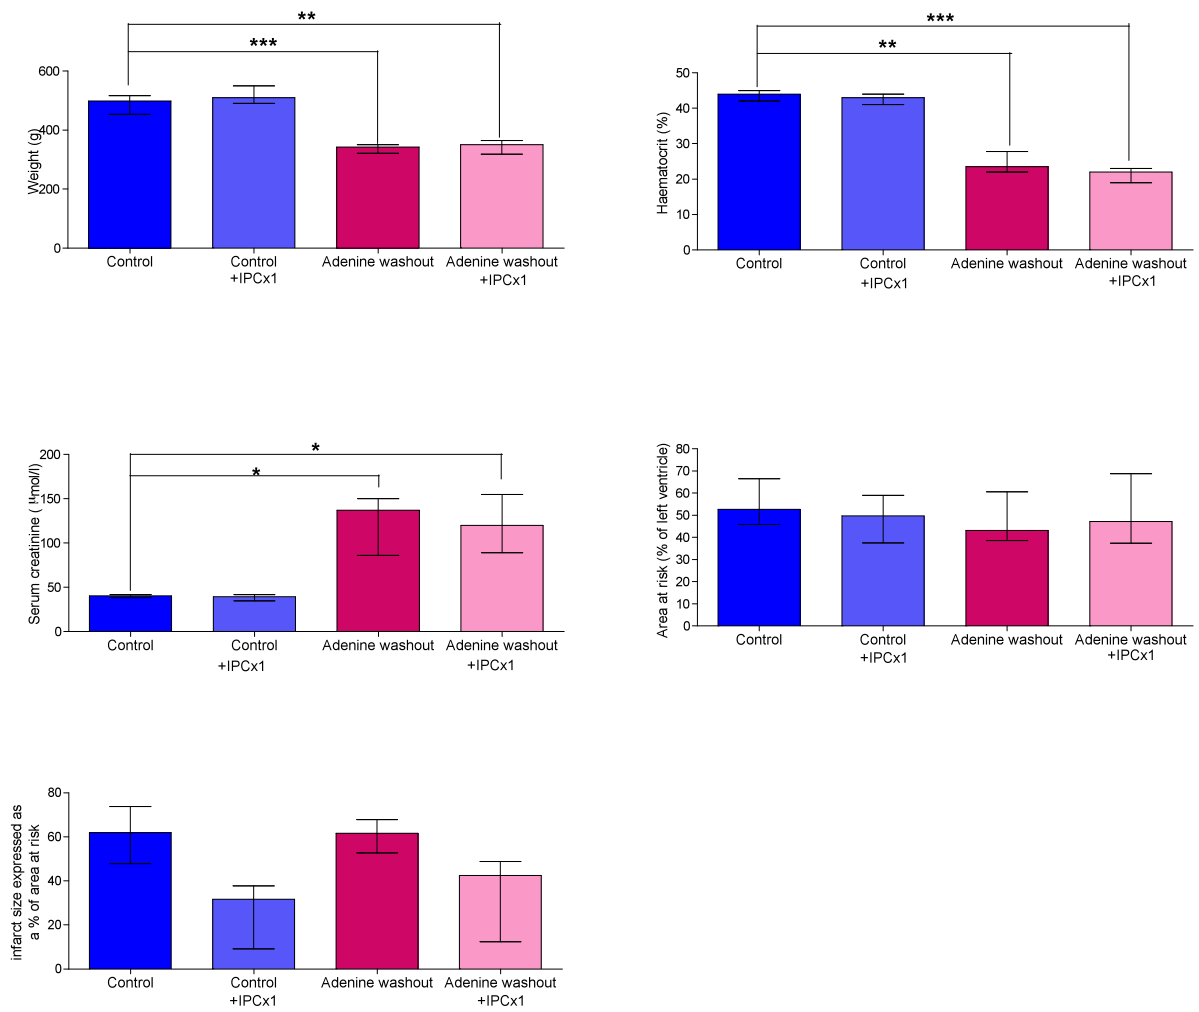 **
***
600
400
200
0
Weight (g)
Control
Control
+IPCx1
Adenine washout
Adenine washout
+IPCx1
***
**
50
40
30
20
10
0
Haematocrit (%)
Control
Control
+IPCx1
Adenine washout
Adenine washout
+IPCx1
*
*
200
150
100
50
0
Serum creatinine ( µmol/l)
Control
Control
+IPCx1
Adenine washout
Adenine washout
+IPCx1
80
70
60
50
40
30
20
10
0
Area at risk (% of left ventricle)
Control
Control
+IPCx1
Adenine washout
Adenine washout
+IPCx1
80
60
40
20
0
infarct size expressed as
a % of area at risk
Control
Control
+IPCx1
Adenine washout
Adenine washout
+IPCx1